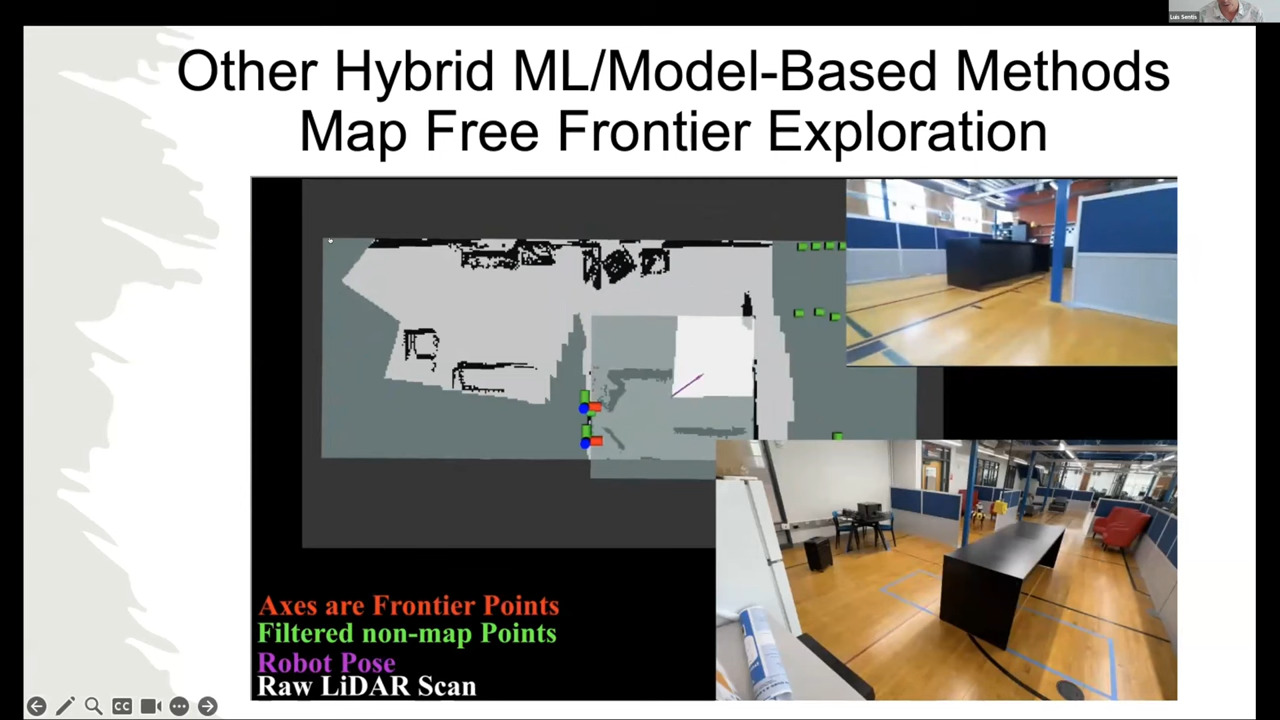 Luis Sentis
Other Hybrid ML/Model-Based Methods
Map Free Frontier Exploration
Axes are Frontier Points
Filtered non-map Points
Robot Pose
Raw LiDAR Scan
CC